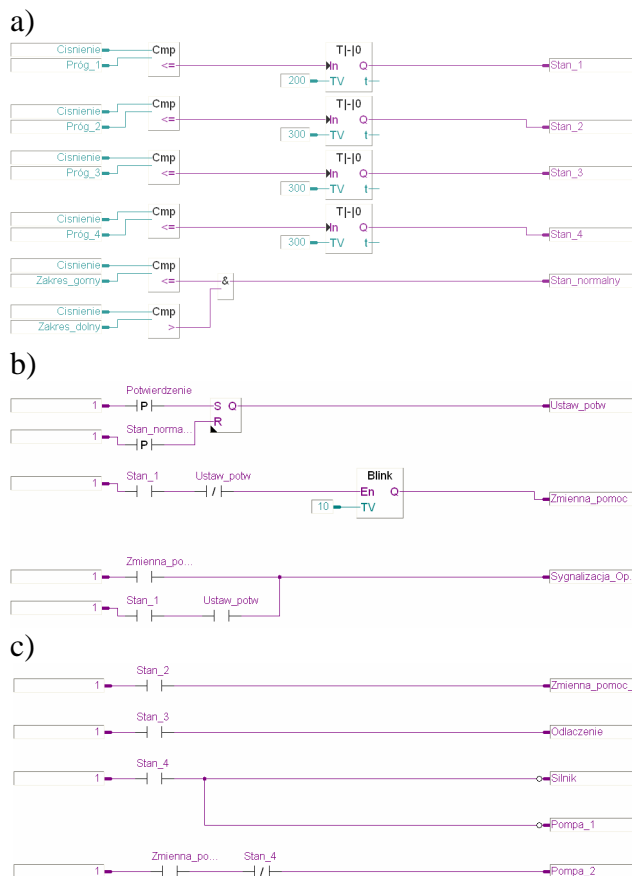 a)
Cisnienie Cmp T|-|0
Próg_1 <= In Q Stan_1
200 TV t
Cisnienie Cmp T|-|0
Próg_2 <= In Q Stan_2
300 TV t
Cisnienie Cmp T|-|0
Próg_3 <= In Q Stan_3
300 TV t
Cisnienie Cmp T|-|0
Próg_4 <= In Q Stan_4
300 TV t
Cisnienie Cmp
Zakres_gorny <= & Stan_normalny
Cisnienie Cmp
Zakres_dolny >
b)
Potwierdzenie
1 P S Q Ustaw_potw
Stan_norma... R
1 P
Stan_1 Ustaw_potw Blink
1 / En Q Zmienna_pomoc
10 TV
Zmienna_po...
1 Sygnalizacja_Op.
Stan_1 Ustaw_potw
1
c)
Stan_2
1 Zmienna_pomoc_
Stan_3
1 Odlaczenie
Stan_4
1 Silnik
Pompa_1
Zmienna_po... Stan_4
1 / Pompa_2